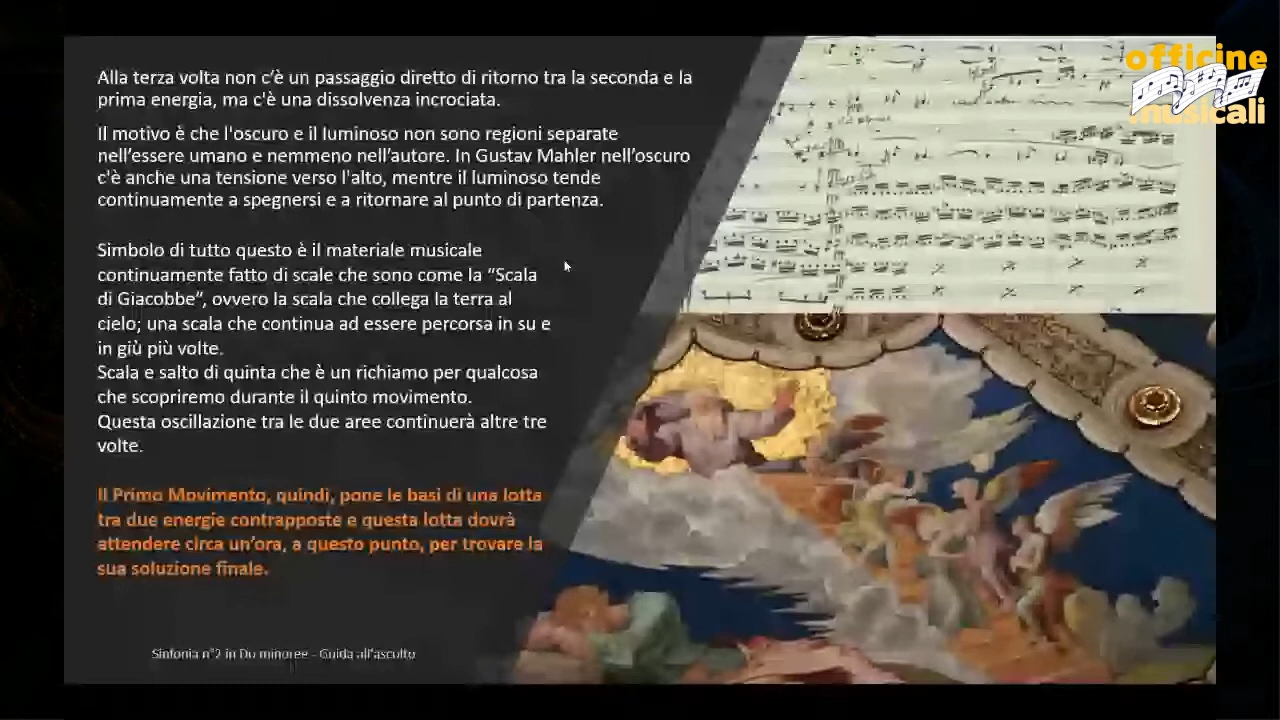 officine
musicali
Alla terza volta non c'è un passaggio diretto di ritorno tra la seconda e la
prima energia, ma c'è una dissolvenza incrociata.
Il motivo è che l'oscuro e il luminoso non sono regioni separate
nell'essere umano e nemmeno nell'autore. In Gustav Mahler nell'oscuro
c'è anche una tensione verso l'alto, mentre il luminoso tende
continuamente a spegnersi e a ritornare al punto di partenza.
Simbolo di tutto questo è il materiale musicale
continuamente fatto di scale che sono come la "Scala
di Giacobbe", ovvero la scala che collega la terra al
cielo; una scala che continua ad essere percorsa in su e
in giù più volte.
Scala e salto di quinta che è un richiamo per qualcosa
che scopriremo durante il quinto movimento.
Questa oscillazione tra le due aree continuerà altre tre
volte.
Il Primo Movimento, quindi, pone le basi di una lotta
tra due energie contrapposte e questa lotta dovrà
attendere circa un'ora, a questo punto, per trovare la
sua soluzione finale.
Sinfonia n°2 in Do minoree - Guida all'ascolto